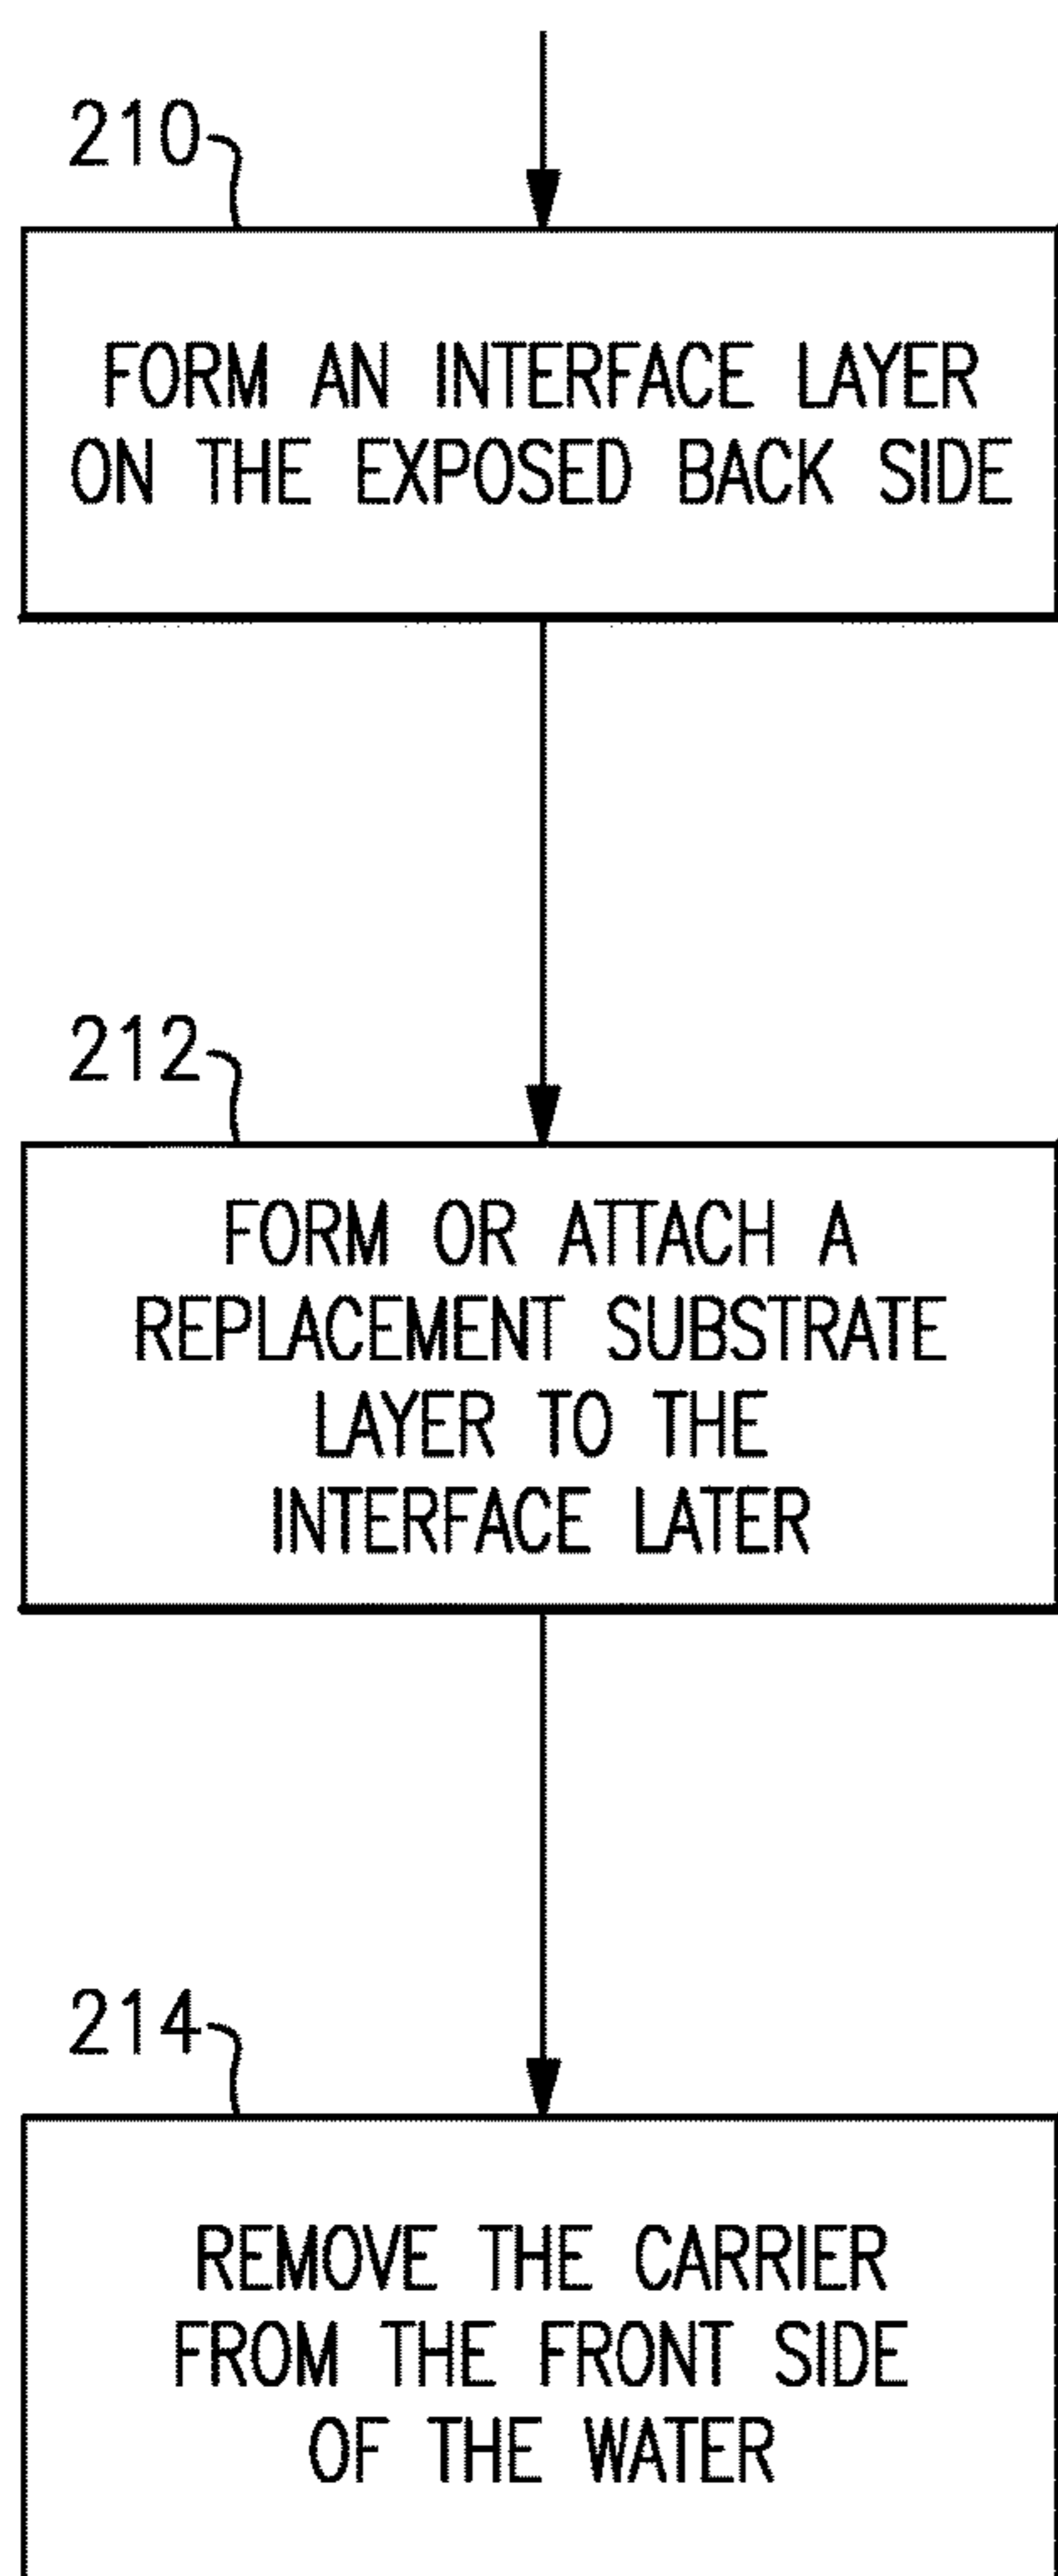 210
FORM AN INTERFACE LAYER
ON THE EXPOSED BACK SIDE
212
FORM OR ATTACH A
REPLACEMENT SUBSTRATE
LAYER TO THE
INTERFACE LATER
214
REMOVE THE CARRIER
FROM THE FRONT SIDE
OF THE WATER